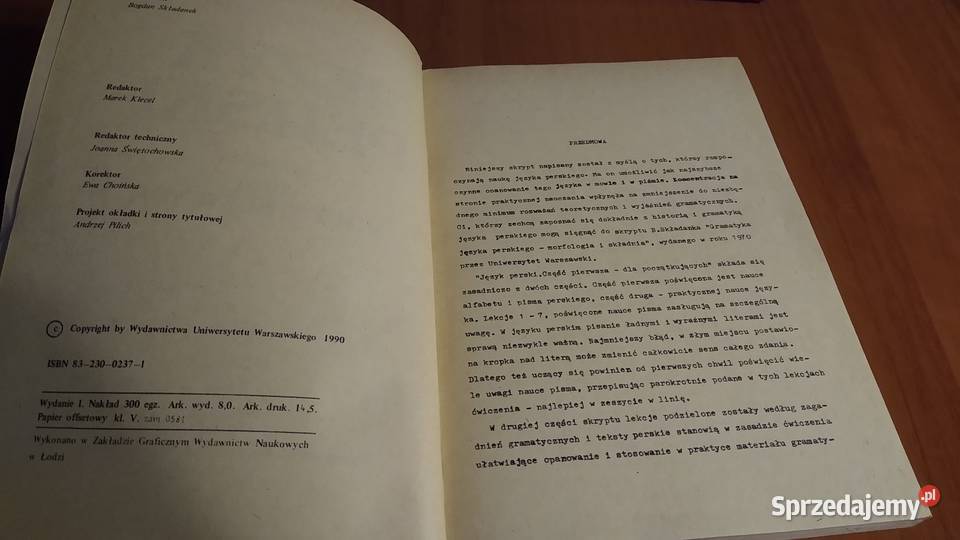 Bogdan Składanek
Redaktor
Marek Kiecel
Redaktor techniczny
Joanna Świętochowska
Korektor
Ewa Choińska
Projekt okładki i strony tytułowej
Andrzej Pilich
© Copyright by Wydawnictwa Uniwersytetu Warszawskiego 1990
ISBN 83-230-0237-1
Wydanie I. Nakład 300 egz. Ark. wyd. 8,0. Ark. druk. 14,5.
Papier offsetowy kl. V. zam 0581
Wykonano w Zakładzie Graficznym Wydawnictw Naukowych
w Łodzi
PRZEDMOWA
Niniejszy skrypt napisany został z myślą o tych, którzy rozpo-
czynają naukę języka perskiego. Ma on umożliwić jak najszybsze
czynne opanowanie tego języka w mowie i w piśmie. Koncentracja na
stronie praktycznej nauczania wpłynęła na zmniejszenie do niezbę-
dnego minimum rozważań teoretycznych i wyjaśnień gramatycznych.
Ci, którzy zechcą zapoznać się dokładnie z historią i gramatyką
języka perskiego mogą sięgnąć do skryptu B.Składanka "Gramatyka
języka perskiego - morfologia i składnia", wydanego w roku 1970
przez Uniwersytet Warszawski.
"Język perski.Część pierwsza - dla początkujących" składa się
zasadniczo z dwóch części. Część pierwsza poświęcona jest nauce
alfabetu i pisma perskiego, część druga - praktycznej nauce języ-
ka. Lekcje 1 - 7, poświęcone nauce pisma zasługują na szczególną
uwagę. W języku perskim pisanie ładnymi i wyraźnymi literami jest
sprawą niezwykle ważną. Najmniejszy błąd, w złym miejscu postawio-
na kropka nad literą może zmienić całkowicie sens całego zdania.
Dlatego też uczący się powinien od pierwszych chwil poświęcić wie-
le uwagi nauce pisma, przepisując parokrotnie podane w tych lekcjach
ćwiczenia - najlepiej w zeszycie w linię.
W drugiej części skryptu lekcje podzielone zostały według zaga-
dnień gramatycznych i teksty perskie stanowią w zasadzie ćwiczenia
ułatwiające opanowanie i stosowanie w praktyce materiału gramaty-
Sprzedajemy.pl